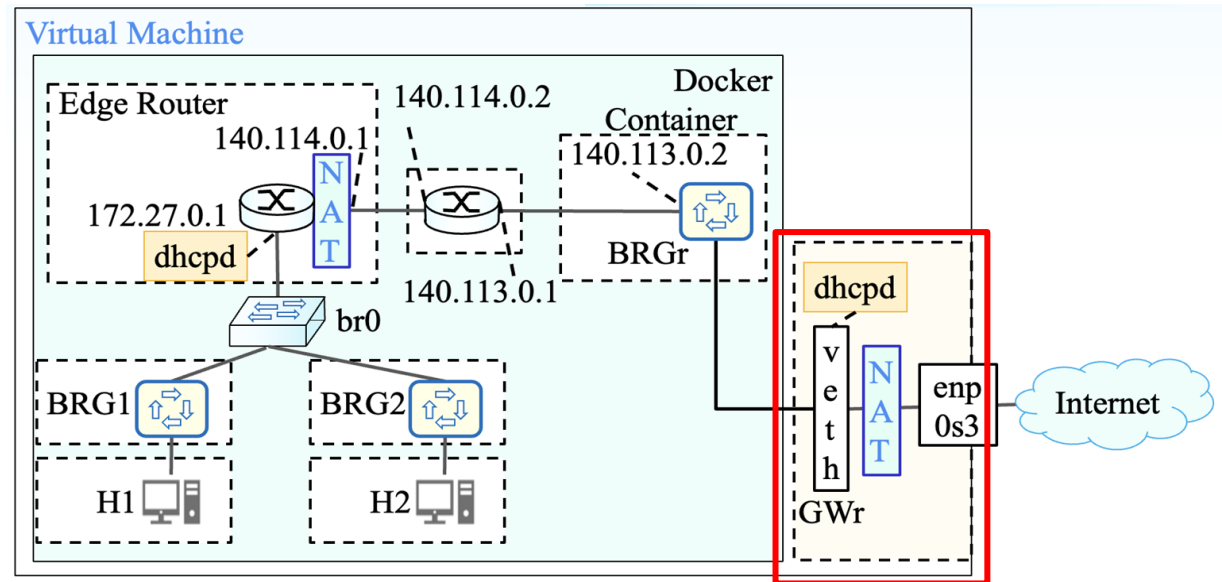 Virtual Machine
Docker
Container
Edge Router
140.114.0.1
140.114.0.2
140.113.0.2
N
A
T
172.27.0.1
dhcpd
BRGr
140.113.0.1
br0
BRG1
BRG2
H1
H2
dhcpd
v
e
t
h
N
A
T
enp
0s3
GWr
Internet